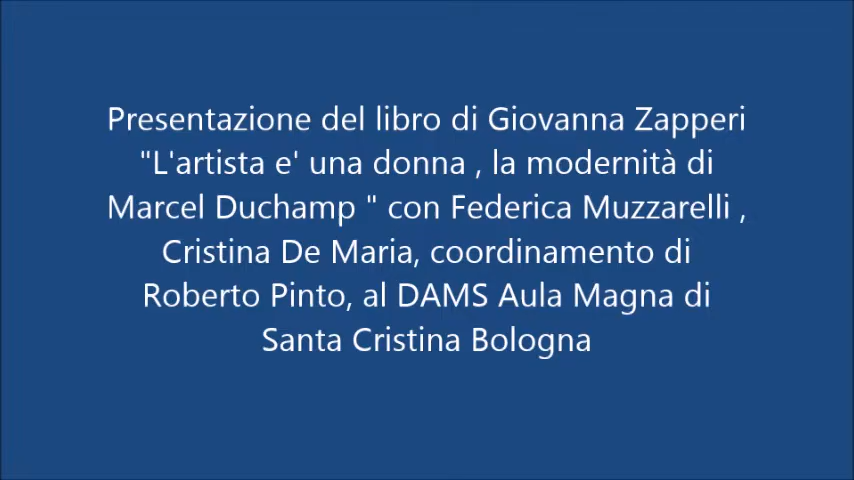 Presentazione del libro di Giovanna Zapperi
"L'artista e' una donna , la modernità di
Marcel Duchamp " con Federica Muzzarelli ,
Cristina De Maria, coordinamento di
Roberto Pinto, al DAMS Aula Magna di
Santa Cristina Bologna